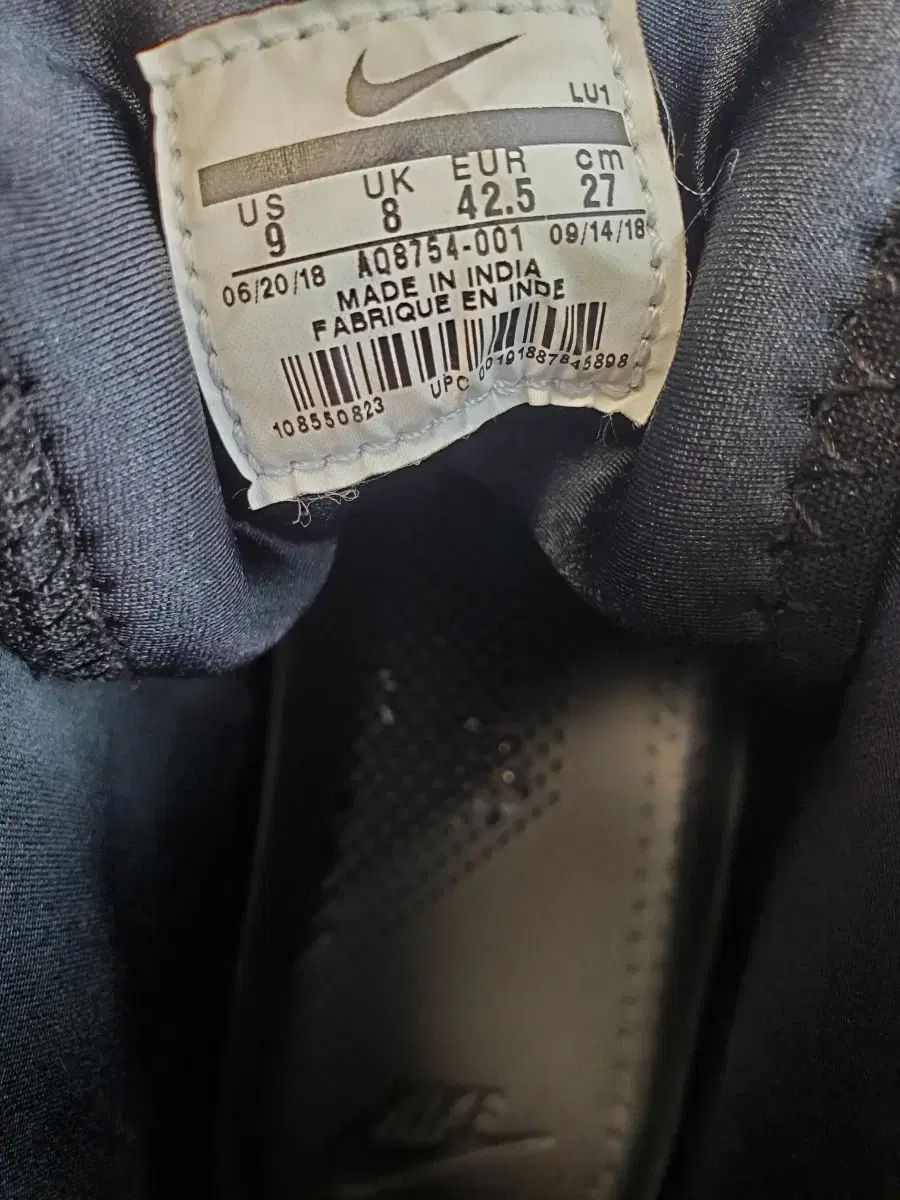 LU1
US UK EUR cm
9 8 42.5 27
06/20/18 AQ8754-001 09/14/18
MADE IN INDIA
FABRIQUE EN INDE
108550823 UPC 00191887845898
NIKE